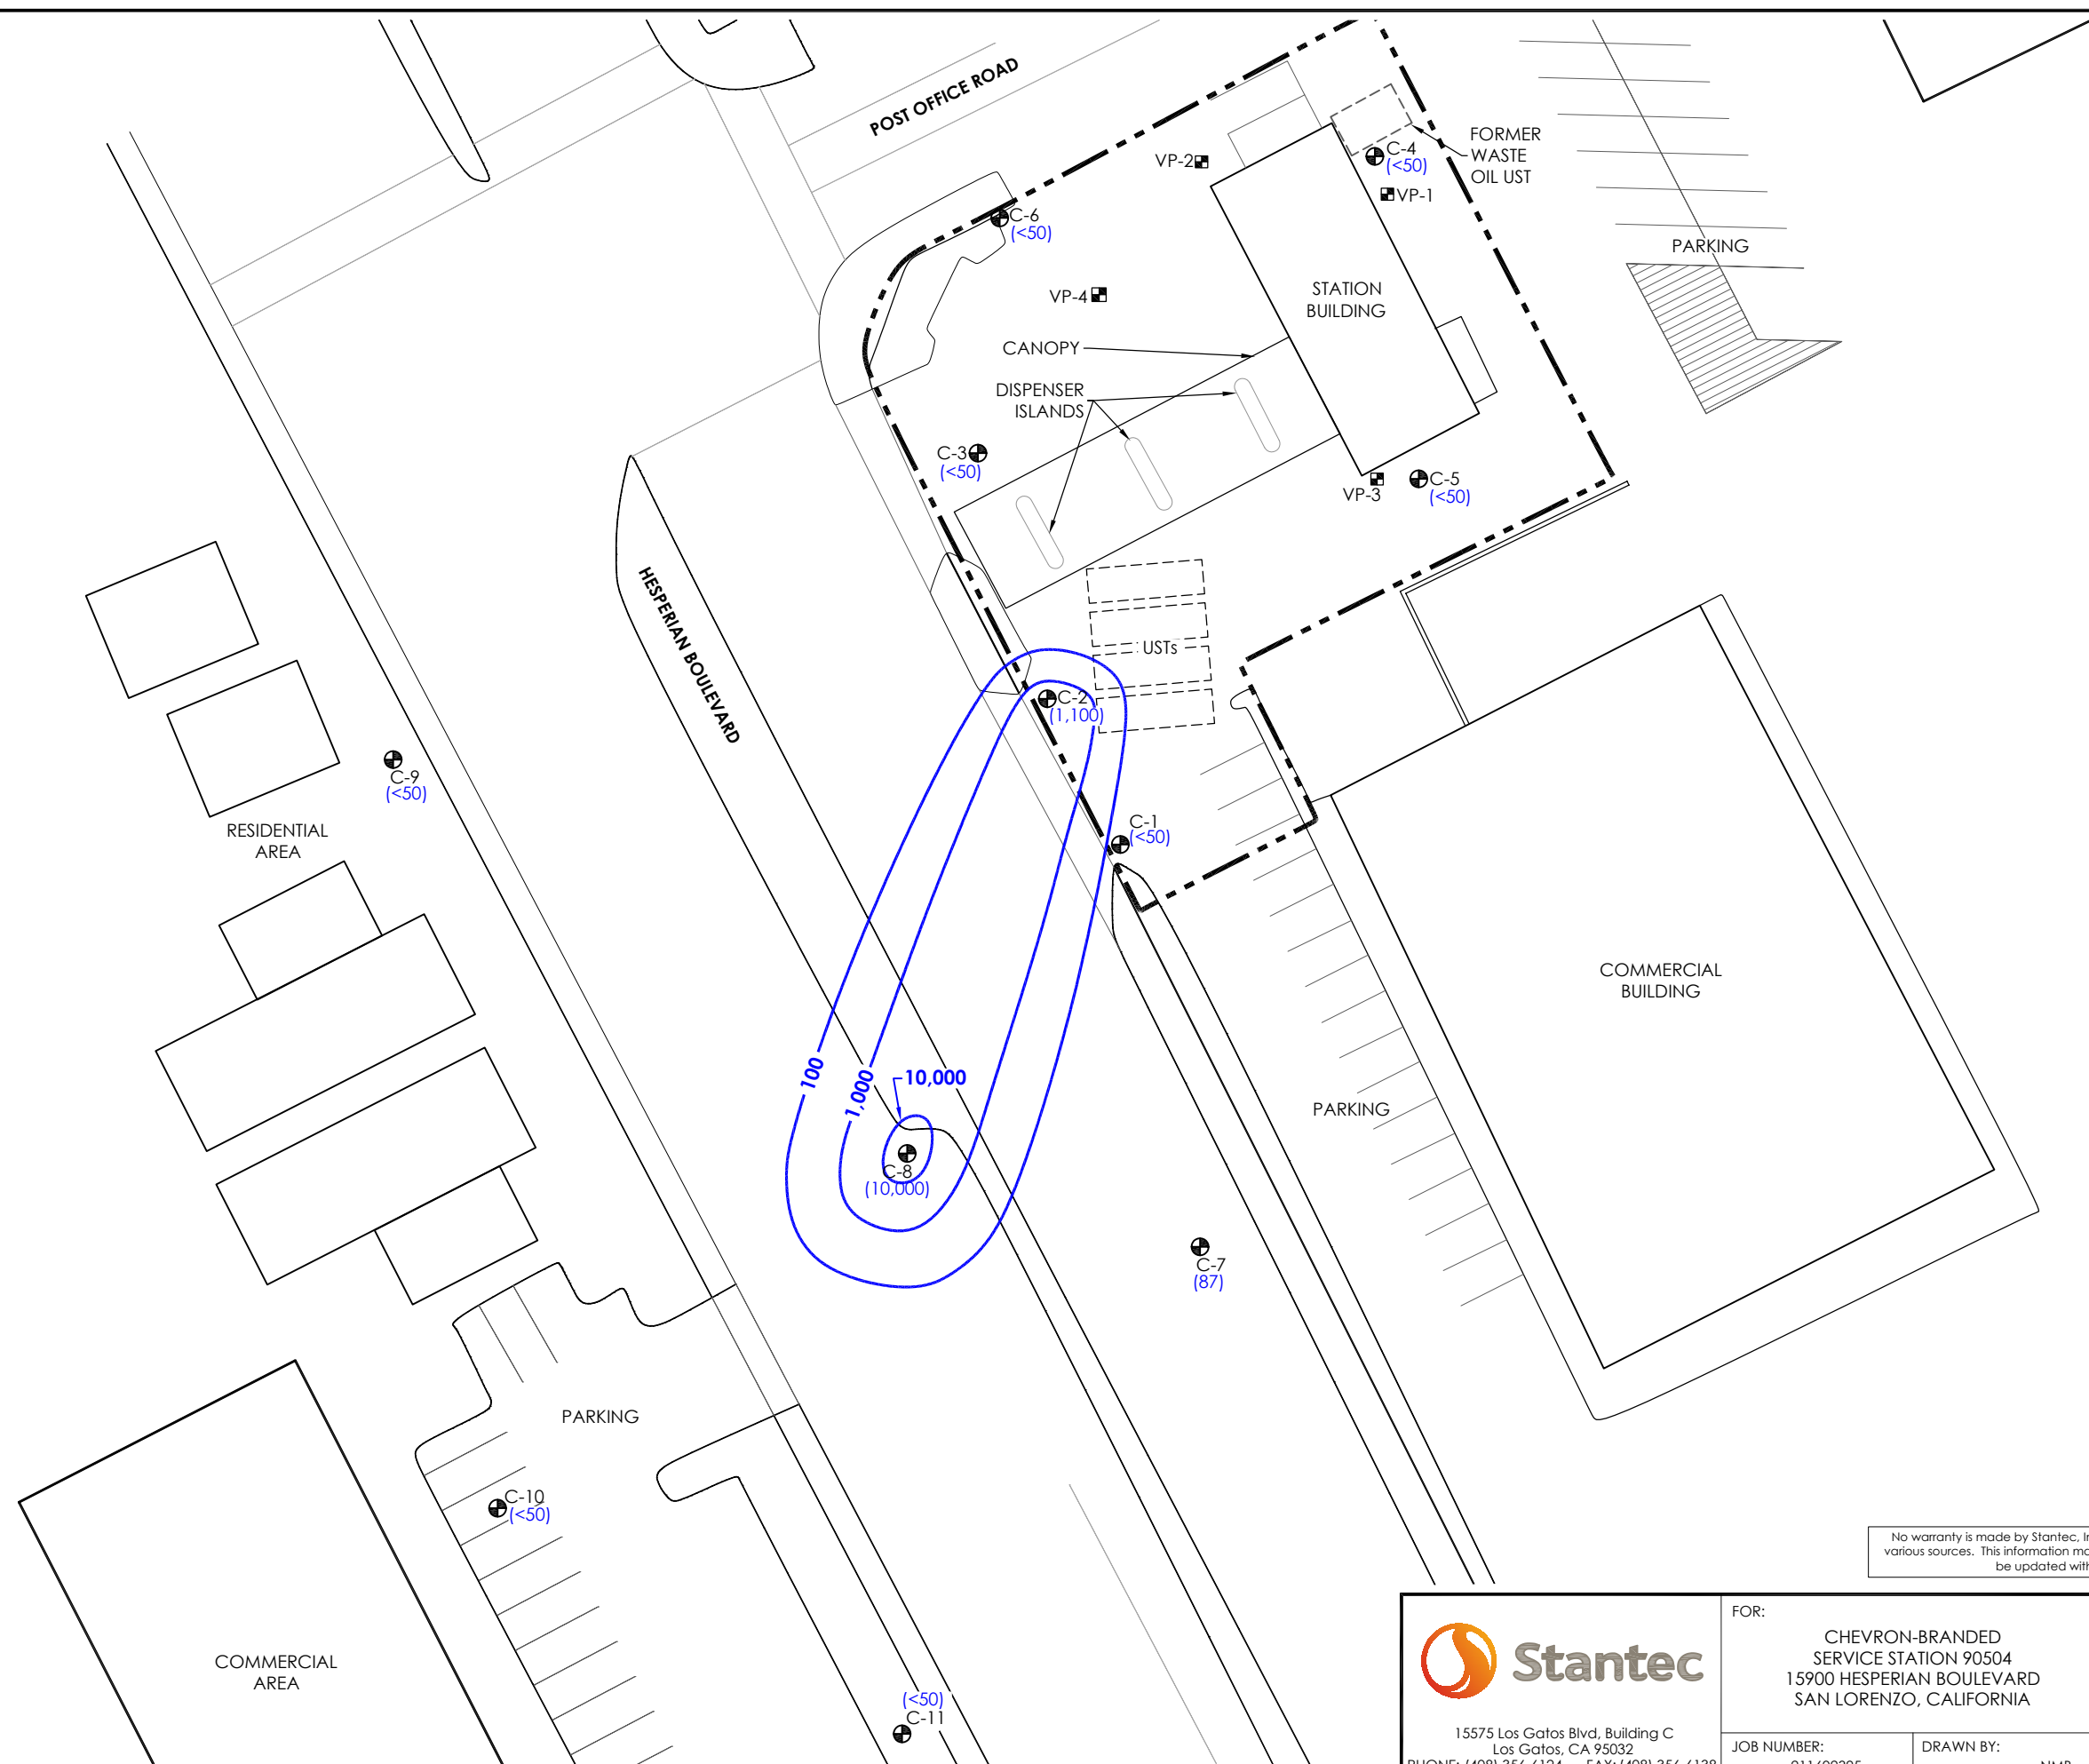 POST OFFICE ROAD
FORMER
WASTE
OIL UST
C-4
(<50)
VP-2
VP-1
C-6
(<50)
PARKING
VP-4
STATION
BUILDING
CANOPY
DISPENSER
ISLANDS
C-3
(<50)
C-5
(<50)
VP-3
HESPERIAN BOULEVARD
USTs
C-2
(1,100)
C-9
(<50)
RESIDENTIAL
AREA
C-1
(<50)
COMMERCIAL
BUILDING
100
1,000
10,000
PARKING
C-8
(10,000)
C-7
(87)
PARKING
C-10
(<50)
COMMERCIAL
AREA
(<50)
C-11
No warranty is made by Stantec, 
various sources. This information
be updated
Stantec
15575 Los Gatos Blvd, Building C
Los Gatos, CA 95032
FOR:
CHEVRON-BRANDED
SERVICE STATION 90504
15900 HESPERIAN BOULEVARD
SAN LORENZO, CALIFORNIA
JOB NUMBER:
DRAWN BY: